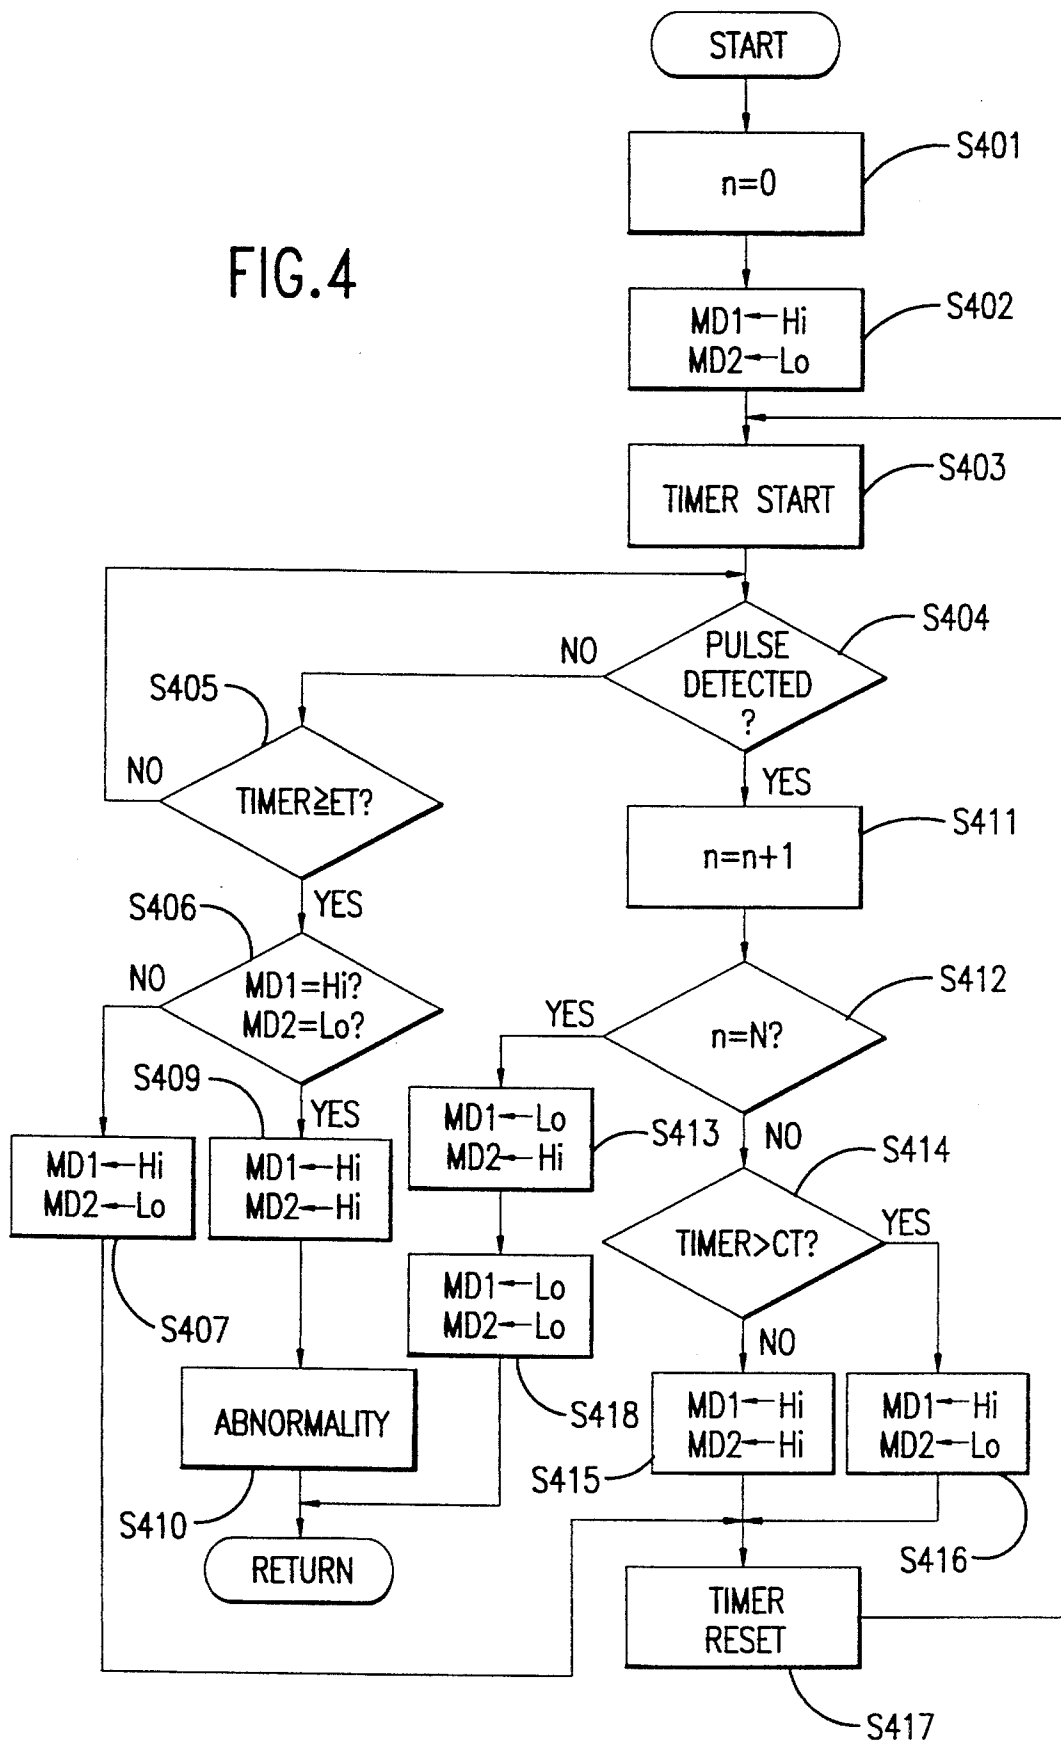 START
S401
n=0
FIG.4
S402
MD1←Hi
MD2←Lo
S403
TIMER START
S404
NO
PULSE
DETECTED
?
S405
NO
TIMER≧ET?
YES
S411
n=n+1
S406
YES
NO
MD1=Hi?
MD2=Lo?
S412
YES
n=N?
S409
YES
MD1←Lo
MD2←Hi
S413
NO
S414
MD1←Hi
MD2←Lo
MD1←Hi
MD2←Hi
YES
TIMER>CT?
MD1←Lo
MD2←Lo
S407
NO
S418
ABNORMALITY
MD1←Hi
MD2←Hi
MD1←Hi
MD2←Lo
S415
S410
S416
RETURN
TIMER
RESET
S417